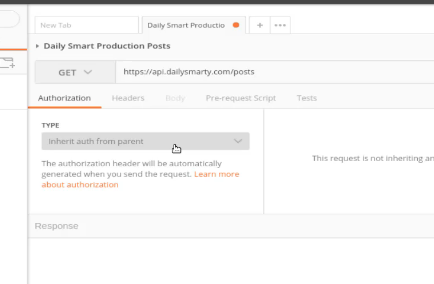 New Tab
Daily Smart Productio
+
•••
Daily Smart Production Posts
GET
https://api.dailysmarty.com/posts
Authorization Headers Body Pre-request Script Tests
TYPE
Inherit auth from parent
This request is not inheriting an
The authorization header will be automatically
generated when you send the request. Learn more
about authorization
Response